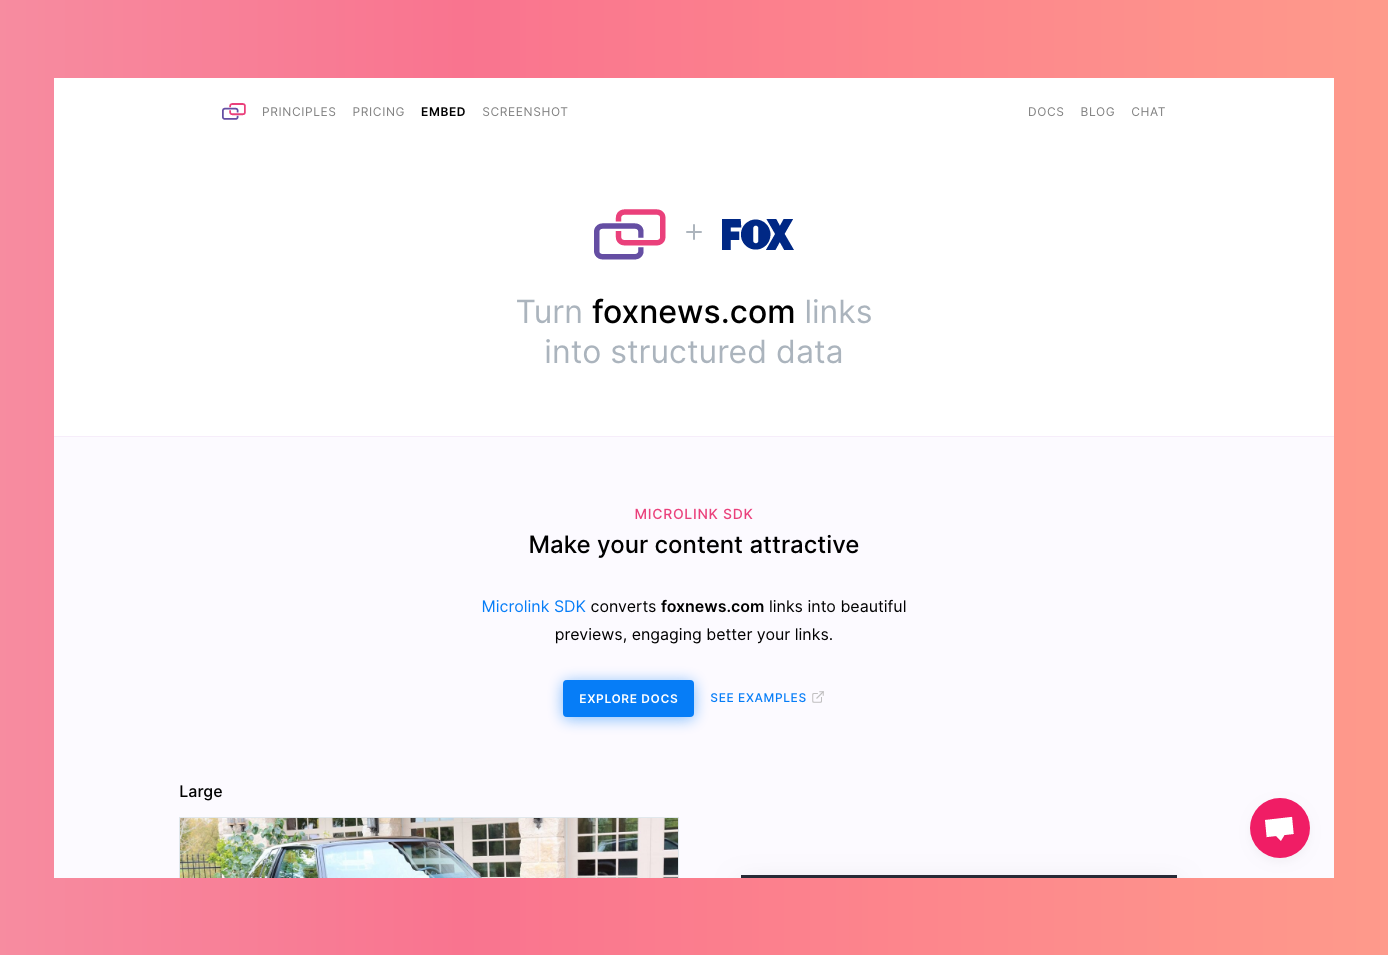 PRINCIPLES PRICING EMBED SCREENSHOT DOCS BLOG CHAT
FOX
Turn foxnews.com links
into structured data
MICROLINK SDK
Make your content attractive
Microlink SDK converts foxnews.com links into beautiful
previews, engaging better your links.
EXPLORE DOCS SEE EXAMPLES
Large